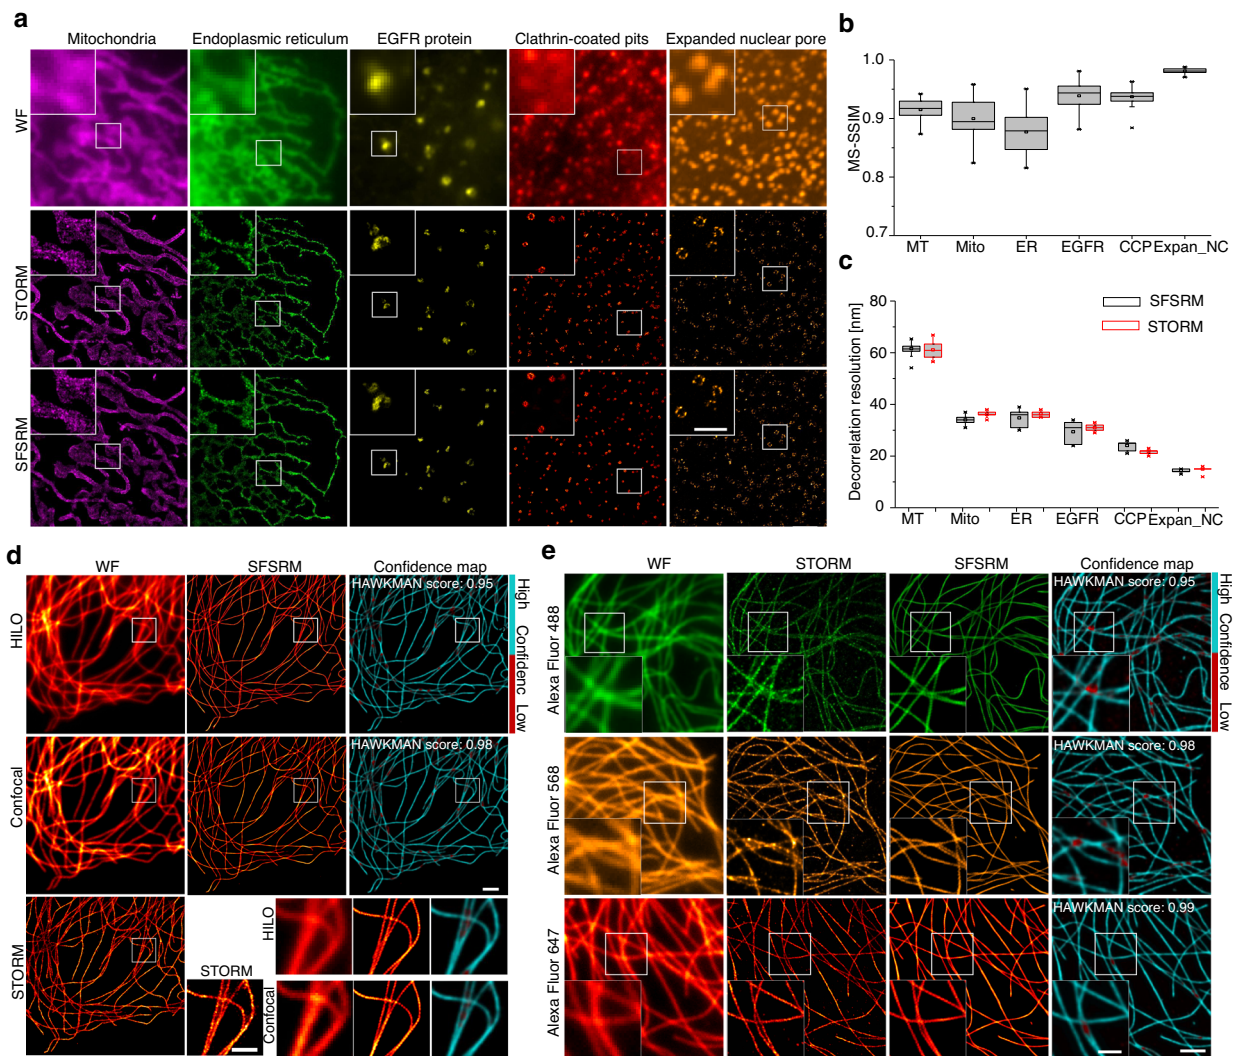 a
Mitochondria
Endoplasmic reticulum
EGFR protein
Clathrin-coated pits
Expanded nuclear pore
WF
STORM
SFSRM
b
MS-SSIM
1.0
0.9
0.8
0.7
MT
Mito
ER
EGFR
CCP
Expan_NC
c
Decorrelation resolution [nm]
80
60
40
20
0
SFSRM
STORM
MT
Mito
ER
EGFR
CCP
Expan_NC
d
WF
SFSRM
Confidence map
HILO
HAWKMAN score: 0.95
High Confidenc Low
Confocal
HAWKMAN score: 0.98
STORM
STORM
HILO
Confocal
e
WF
STORM
SFSRM
Confidence map
Alexa Fluor 488
HAWKMAN score: 0.95
High Confidence Low
Alexa Fluor 568
HAWKMAN score: 0.98
Alexa Fluor 647
HAWKMAN score: 0.99